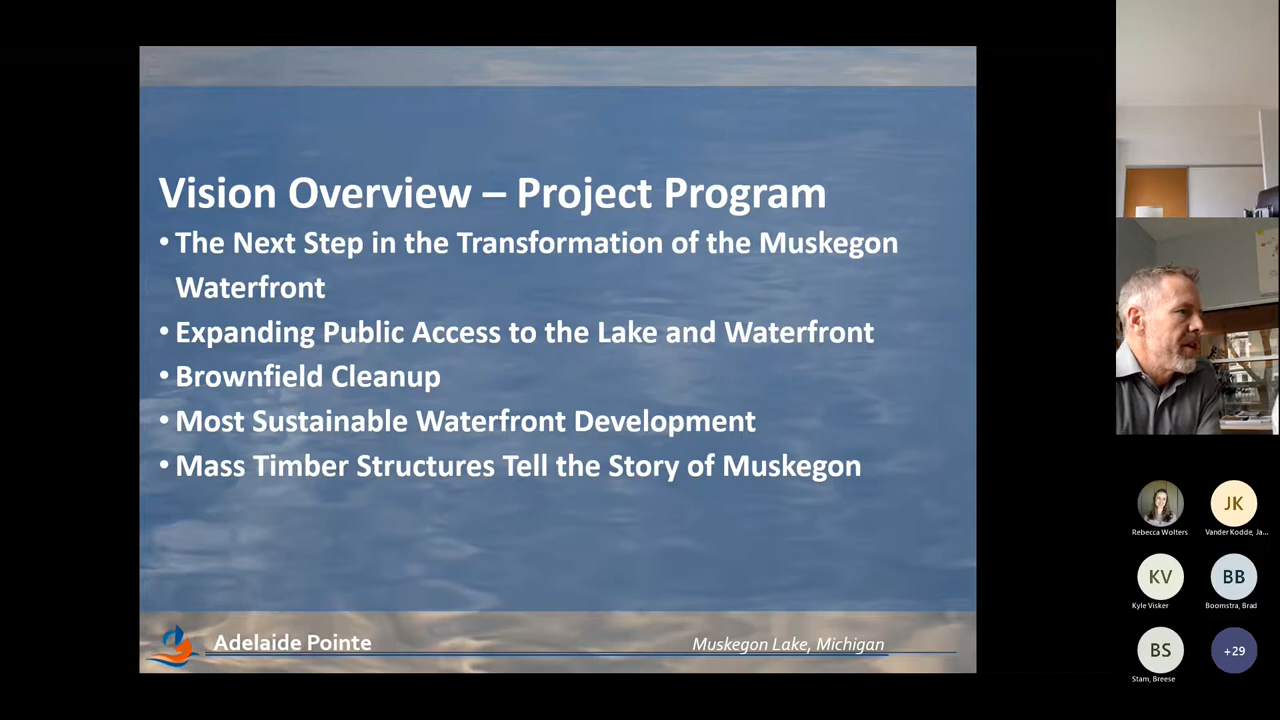 Vision Overview – Project Program
• The Next Step in the Transformation of the Muskegon
Waterfront
• Expanding Public Access to the Lake and Waterfront
• Brownfield Cleanup
• Most Sustainable Waterfront Development
• Mass Timber Structures Tell the Story of Muskegon
Adelaide Pointe
Muskegon Lake, Michigan
Rebecca Wolters
JK
Vander Kodde, Ja...
KV
Kyle Visker
BB
Boomstra, Brad
BS
Stam, Breese
+29